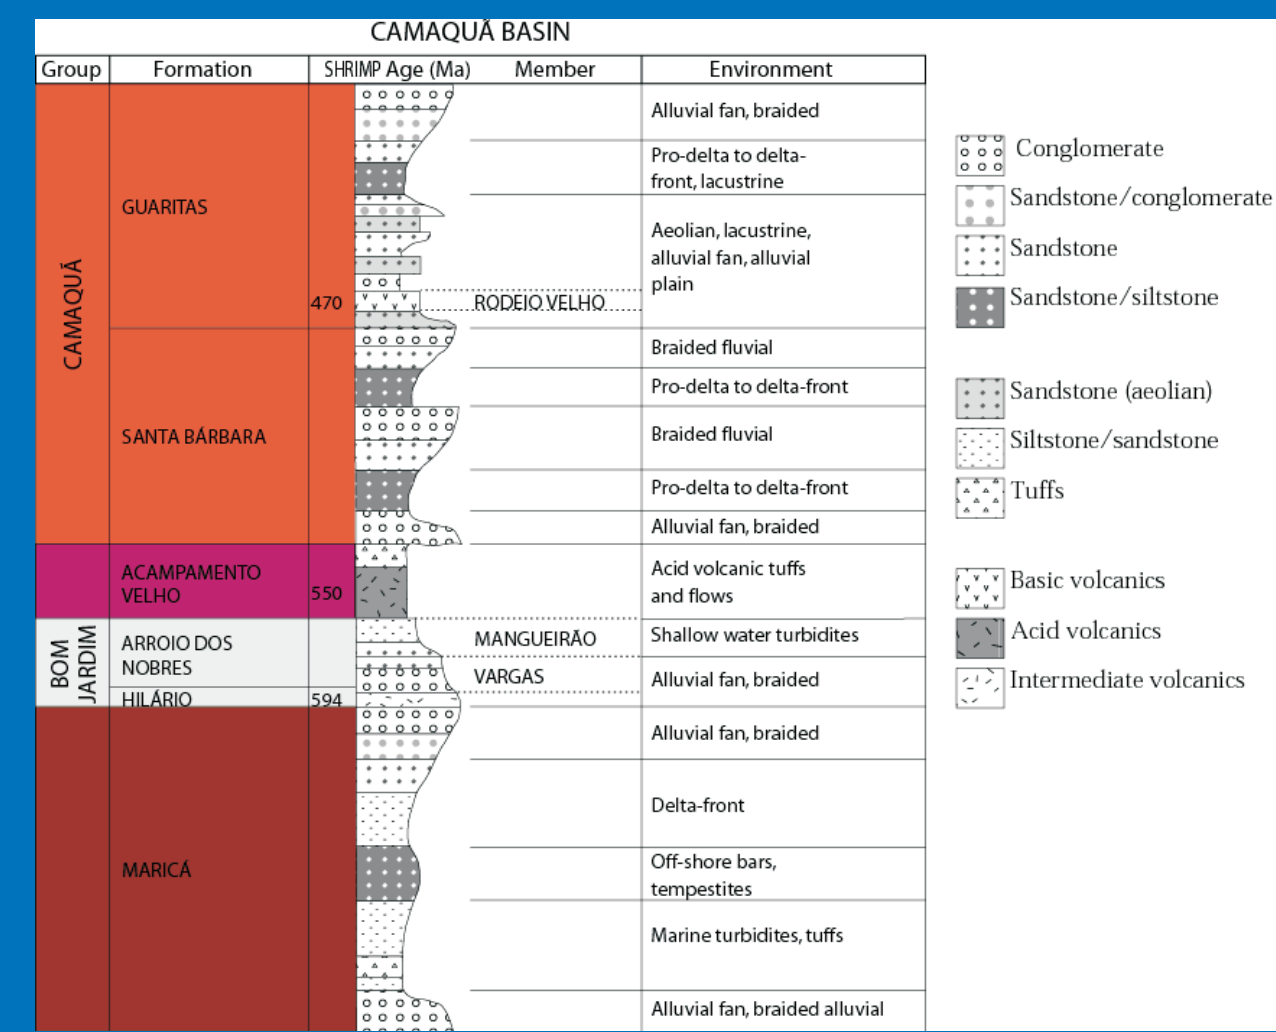 CAMAQUÃ BASIN
Group Formation SHRIMP Age (Ma) Member Environment
Alluvial fan, braided
Pro-delta to delta-
front, lacustrine
GUARITAS
Aeolian, lacustrine,
alluvial fan, alluvial
plain
470 RODEIO VELHO
CAMAQUÃ
Braided fluvial
Pro-delta to delta-front
SANTA BÁRBARA Braided fluvial
Pro-delta to delta-front
Alluvial fan, braided
ACAMPAMENTO
VELHO
550
Acid volcanic tuffs
and flows
BOM
JARDIM
ARROIO DOS
NOBRES
MANGUEIRÃO Shallow water turbidites
VARGAS Alluvial fan, braided
HILÁRIO 594
Alluvial fan, braided
Delta-front
MARICÁ
Off-shore bars,
tempestites
Marine turbidites, tuffs
Alluvial fan, braided alluvial
Conglomerate
Sandstone/conglomerate
Sandstone
Sandstone/siltstone
Sandstone (aeolian)
Siltstone/sandstone
Tuffs
Basic volcanics
Acid volcanics
Intermediate volcanics